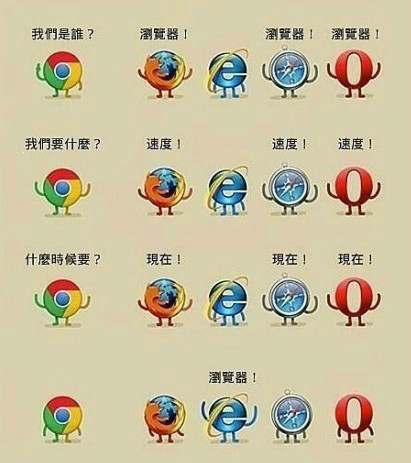 我們是誰？ 瀏覽器！ 瀏覽器！ 瀏覽器！
我們要什麼？ 速度！ 速度！ 速度！
什麼時候要？ 現在！ 現在！ 現在！
瀏覽器！